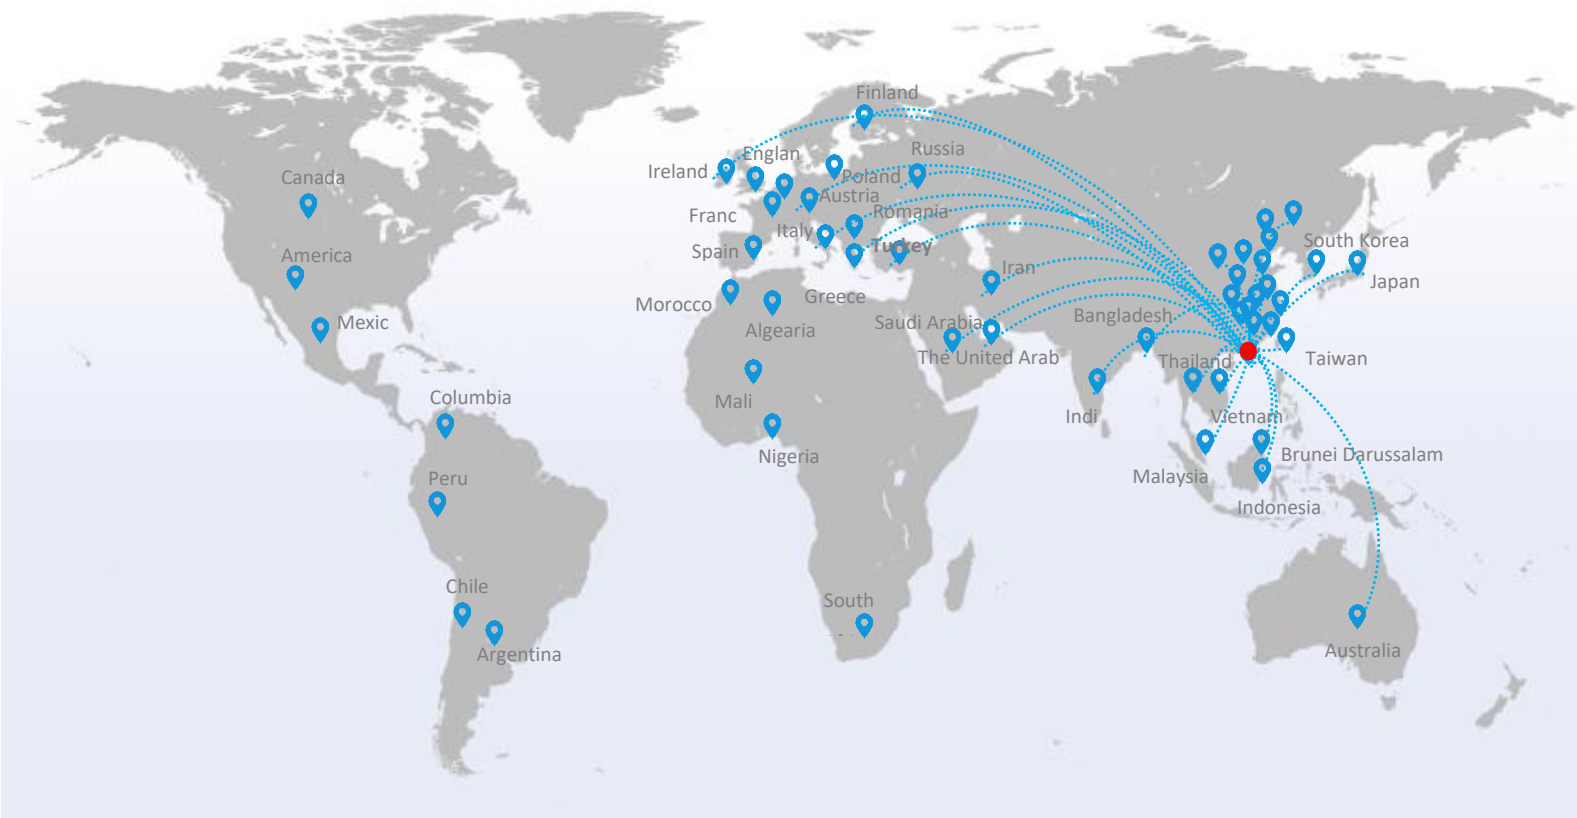 Finland
Englan
Russia
Ireland
Poland
Canada
Austria
Franc
Romania
Italy
Turkey
South Korea
Spain
America
Iran
Japan
Morocco
Greece
Algearia
Saudi Arabia
Bangladesh
Mexic
The United Arab
Thailand
Taiwan
Columbia
Mali
Indi
Vietnam
Nigeria
Brunei Darussalam
Peru
Malaysia
Indonesia
Chile
South
Argentina
Australia